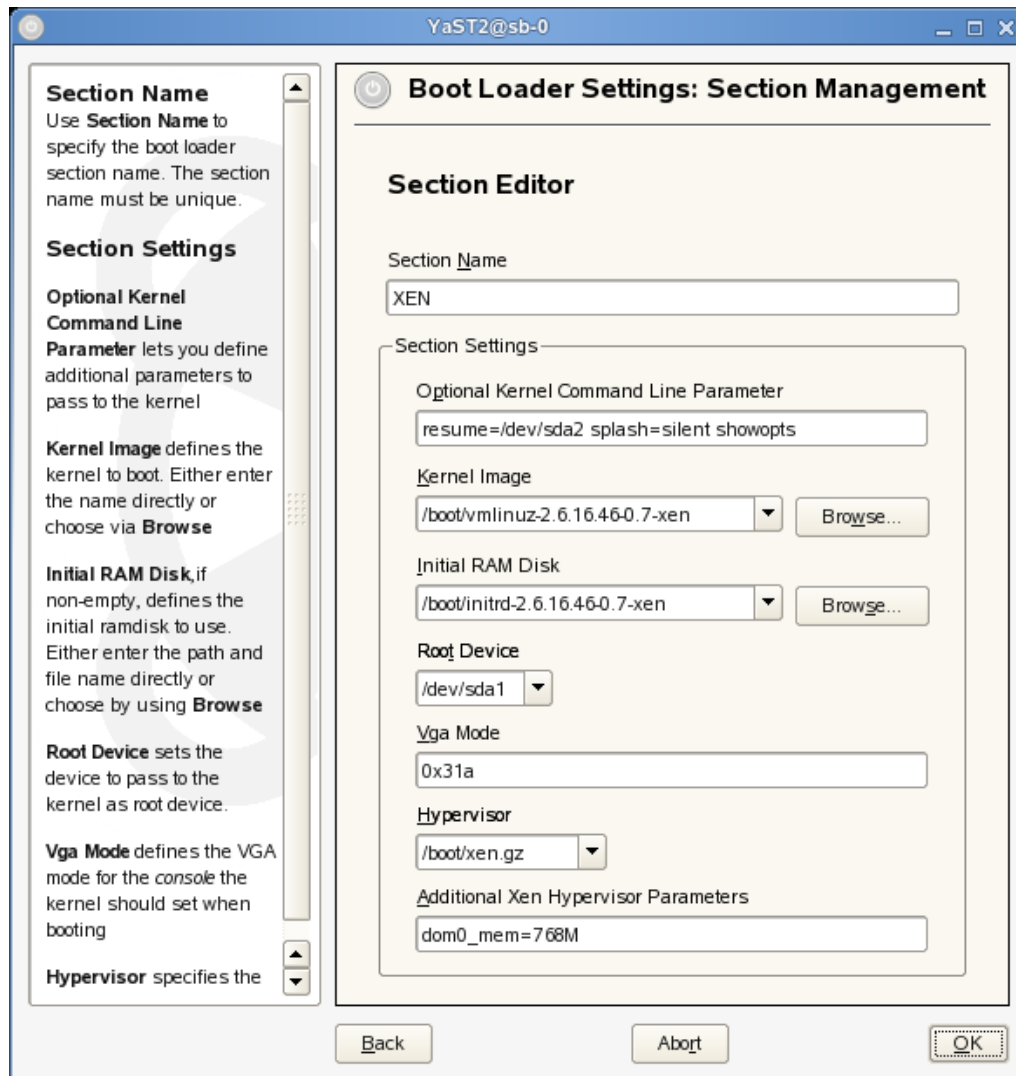 YaST2@sb-0
Section Name
Use Section Name to
specify the boot loader
section name. The section
name must be unique.
Section Settings
Optional Kernel
Command Line
Parameter lets you define
additional parameters to
pass to the kernel
Kernel Image defines the
kernel to boot. Either enter
the name directly or
choose via Browse
Initial RAM Disk,if
non-empty, defines the
initial ramdisk to use.
Either enter the path and
file name directly or
choose by using Browse
Root Device sets the
device to pass to the
kernel as root device.
Vga Mode defines the VGA
mode for the console the
kernel should set when
booting
Hypervisor specifies the
Boot Loader Settings: Section Management
Section Editor
Section Name
XEN
Section Settings
Optional Kernel Command Line Parameter
resume=/dev/sda2 splash=silent showopts
Kernel Image
/boot/vmlinuz-2.6.16.46-0.7-xen
Browse...
Initial RAM Disk
/boot/initrd-2.6.16.46-0.7-xen
Browse...
Root Device
/dev/sda1
Vga Mode
0x31a
Hypervisor
/boot/xen.gz
Additional Xen Hypervisor Parameters
dom0_mem=768M
Back
Abort
OK